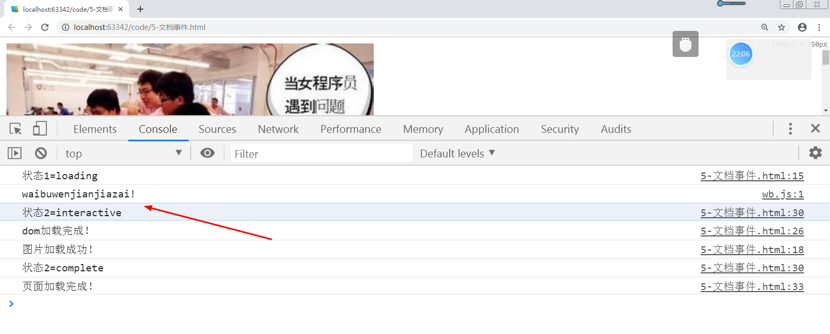 5-文档事件.html
localhost:63342/code/5-文档事件.html
当女程序员
遇到问题
22:06
50px
Elements Console Sources Network Performance Memory Application Security Audits
top Filter Default levels ▼
状态1=loading 5-文档事件.html:15
waibuwenjianjiazai! wb.js:1
状态2=interactive 5-文档事件.html:30
dom加载完成! 5-文档事件.html:26
图片加载成功! 5-文档事件.html:18
状态2=complete 5-文档事件.html:30
页面加载完成! 5-文档事件.html:33